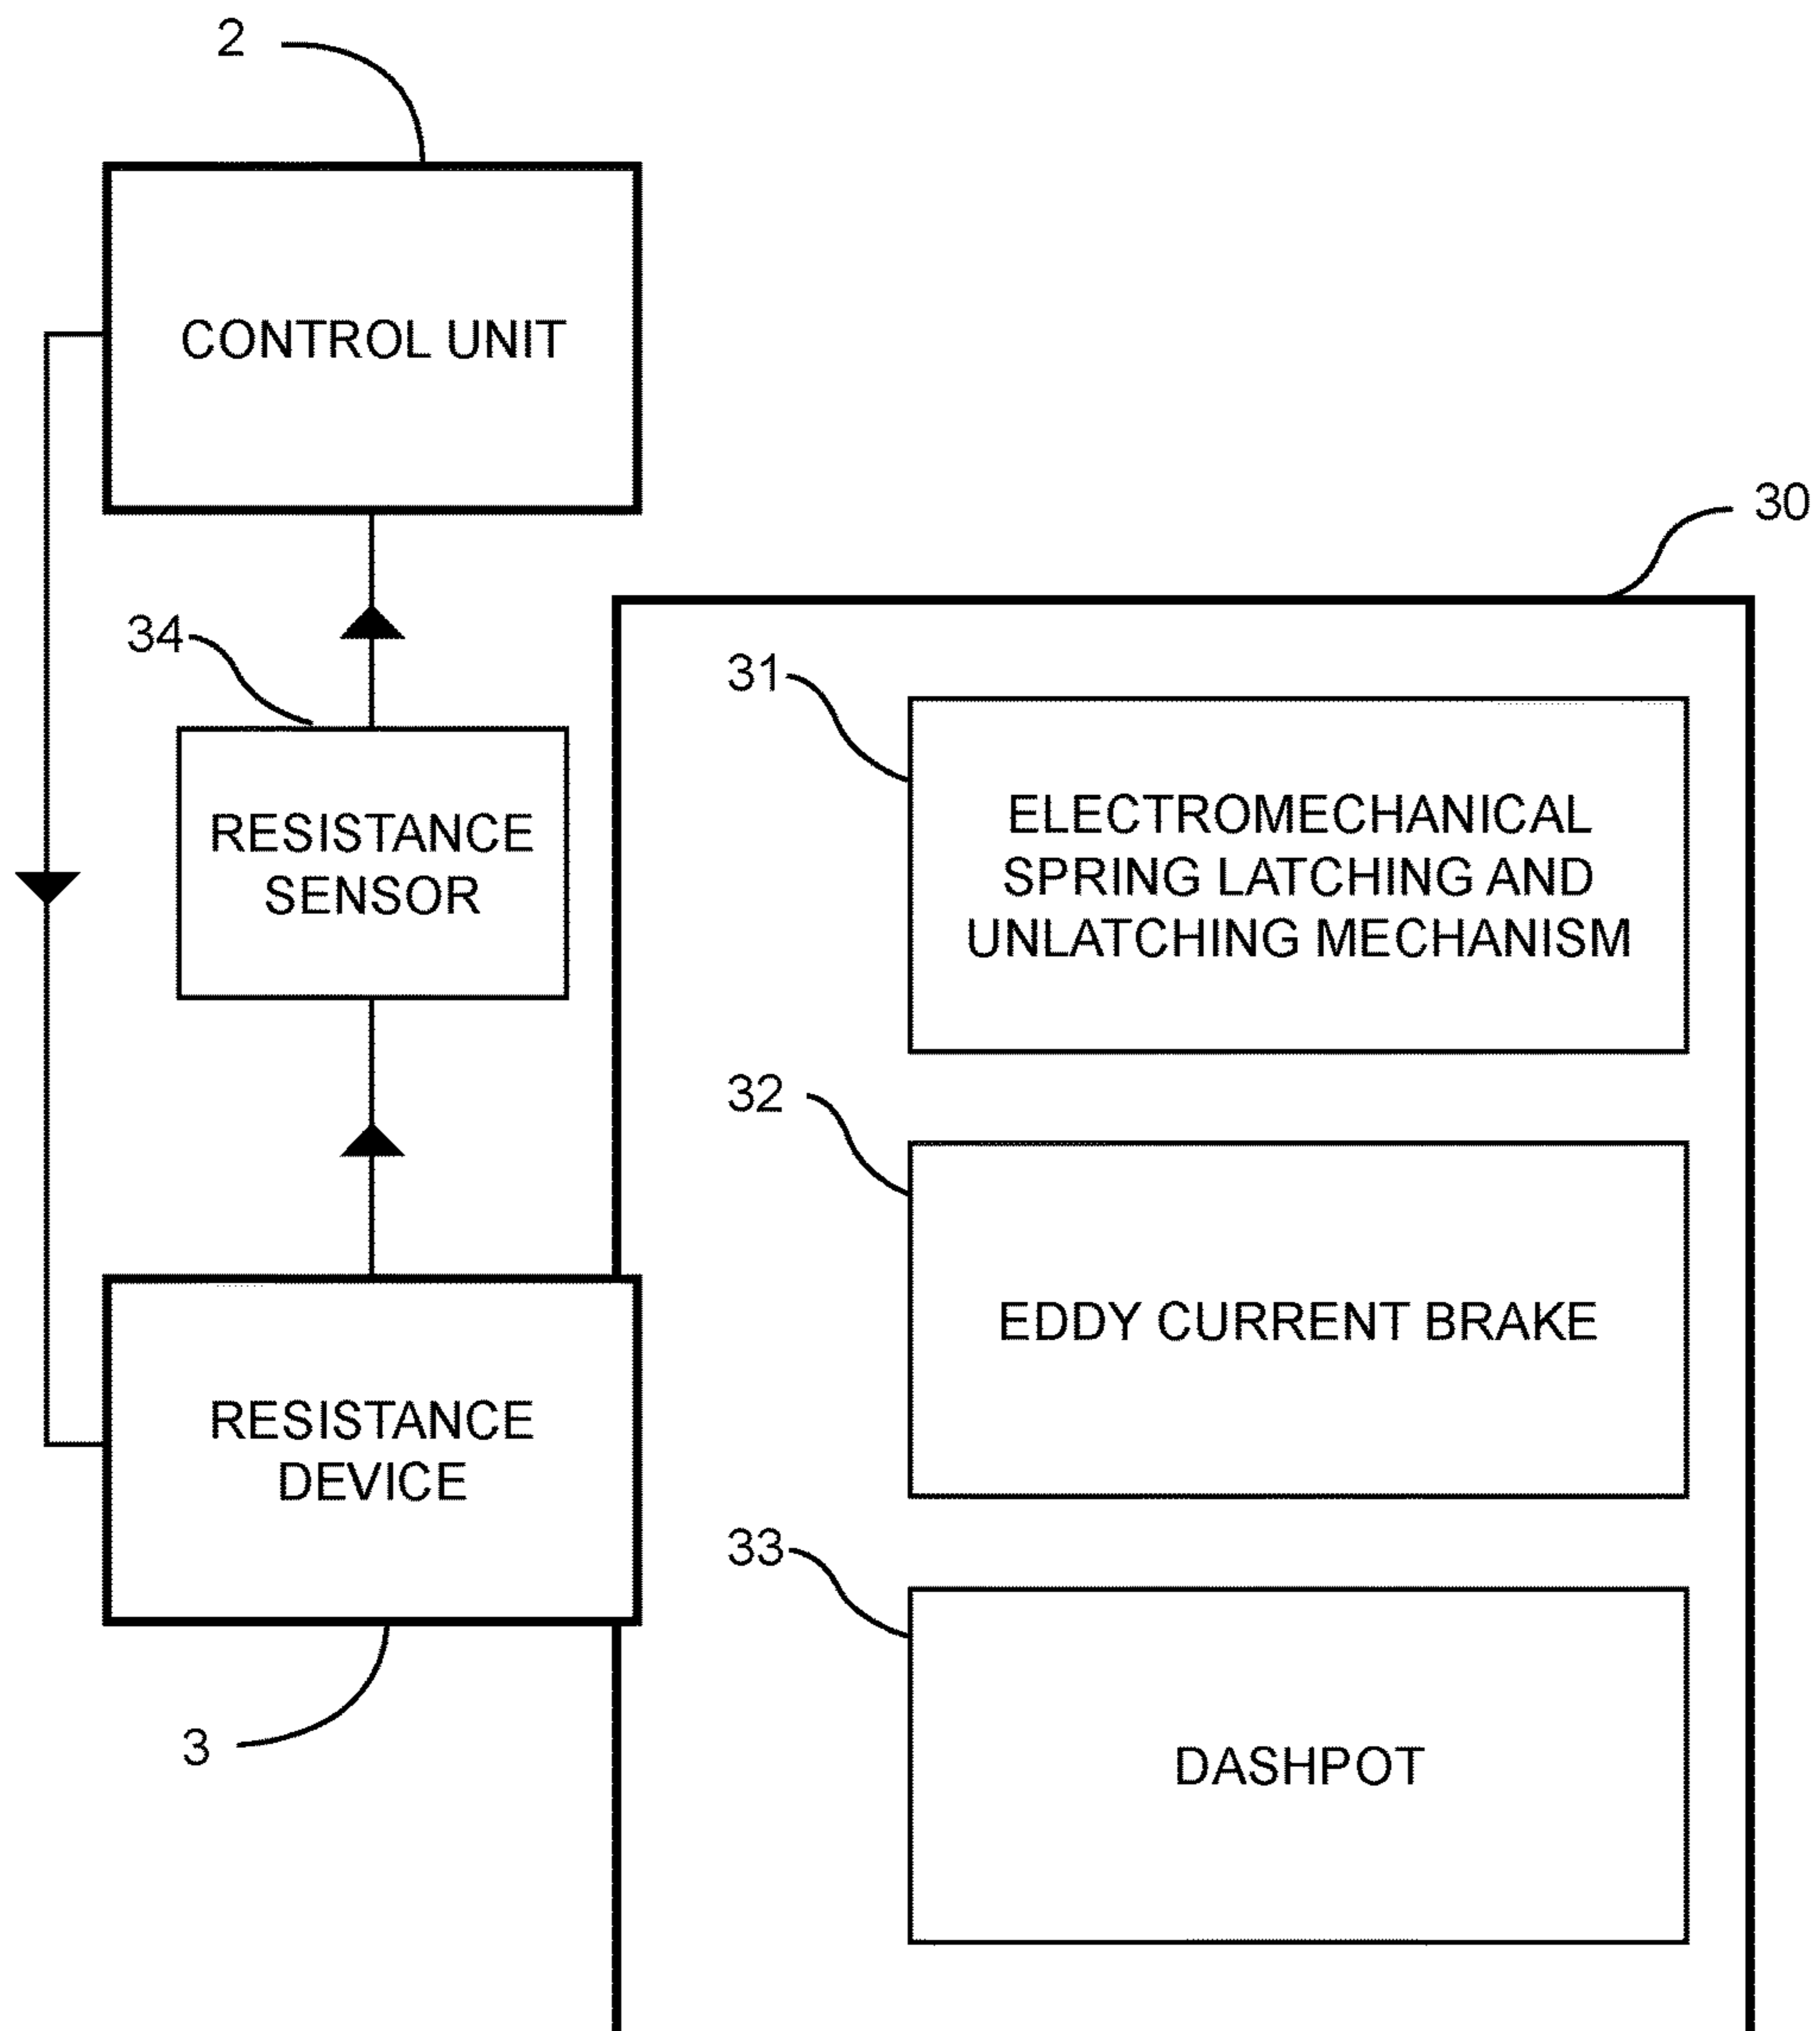 2
CONTROL UNIT
30
34
31
RESISTANCE
SENSOR
ELECTROMECHANICAL
SPRING LATCHING AND
UNLATCHING MECHANISM
32
EDDY CURRENT BRAKE
RESISTANCE
DEVICE
33
3
DASHPOT